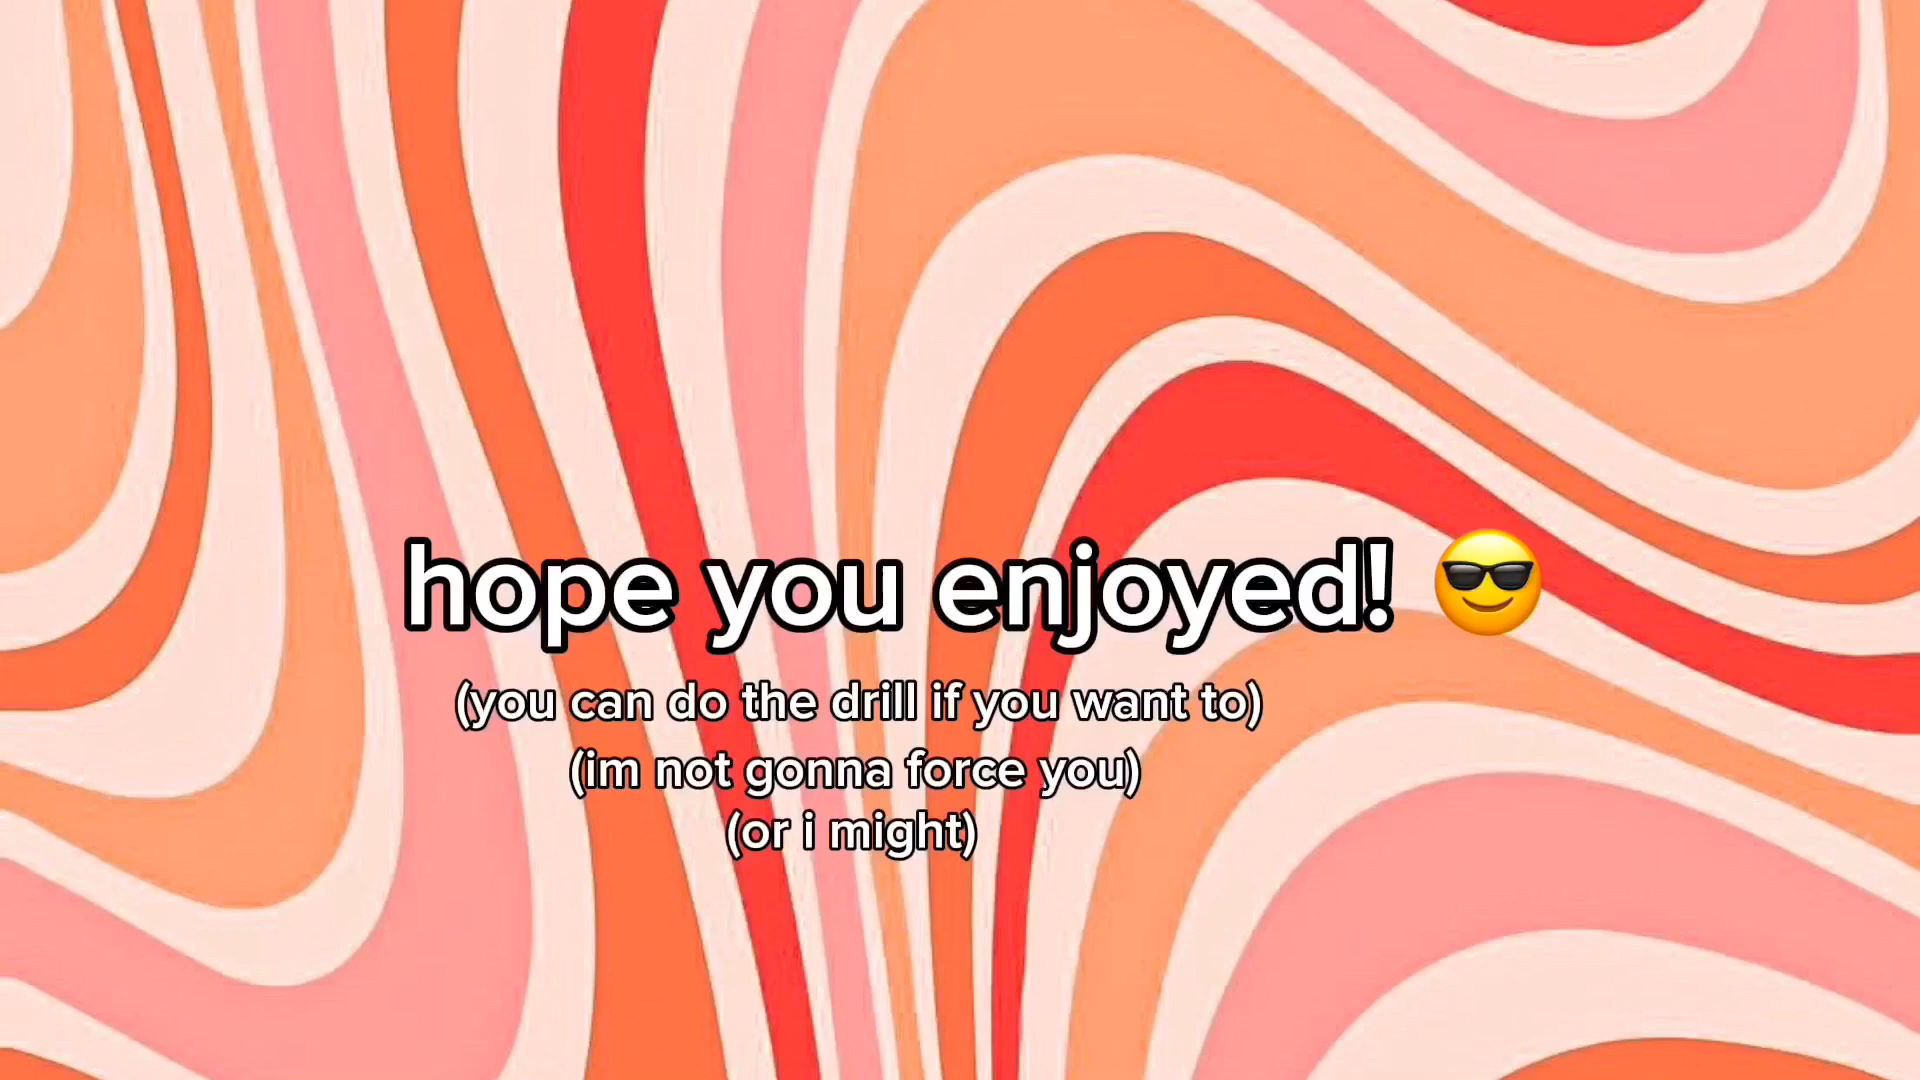 hope you enjoyed! 😎
(you can do the drill if you want to)
(im not gonna force you)
(or i might)